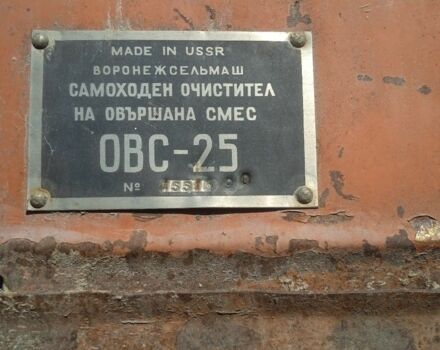 MADE IN USSR
ВОРОНЕЖСЕЛЬМАШ
САМОХОДЕН ОЧИСТИТЕЛ
НА ОВЪРШАНА СМЕС
ОВС-25
№